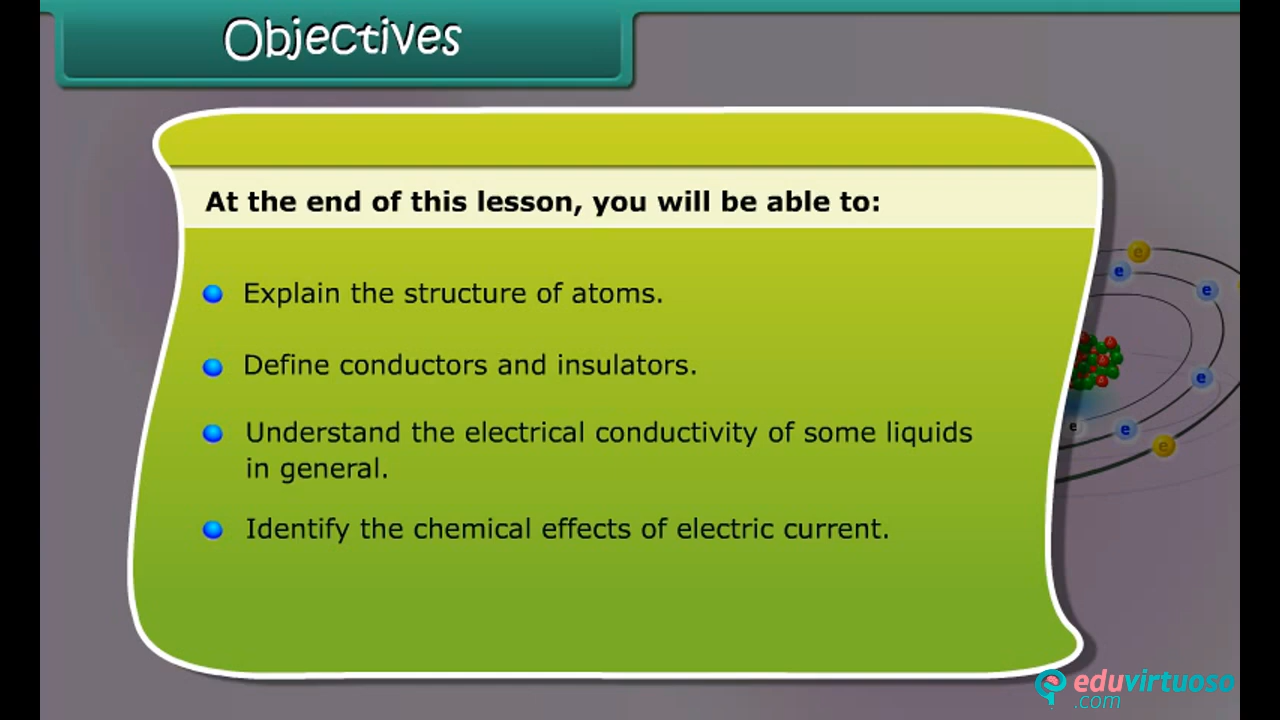 Objectives
At the end of this lesson, you will be able to:
Explain the structure of atoms.
Define conductors and insulators.
Understand the electrical conductivity of some liquids
in general.
Identify the chemical effects of electric current.
e
e
e
e
e
e
e
eduvirtuoso
.com